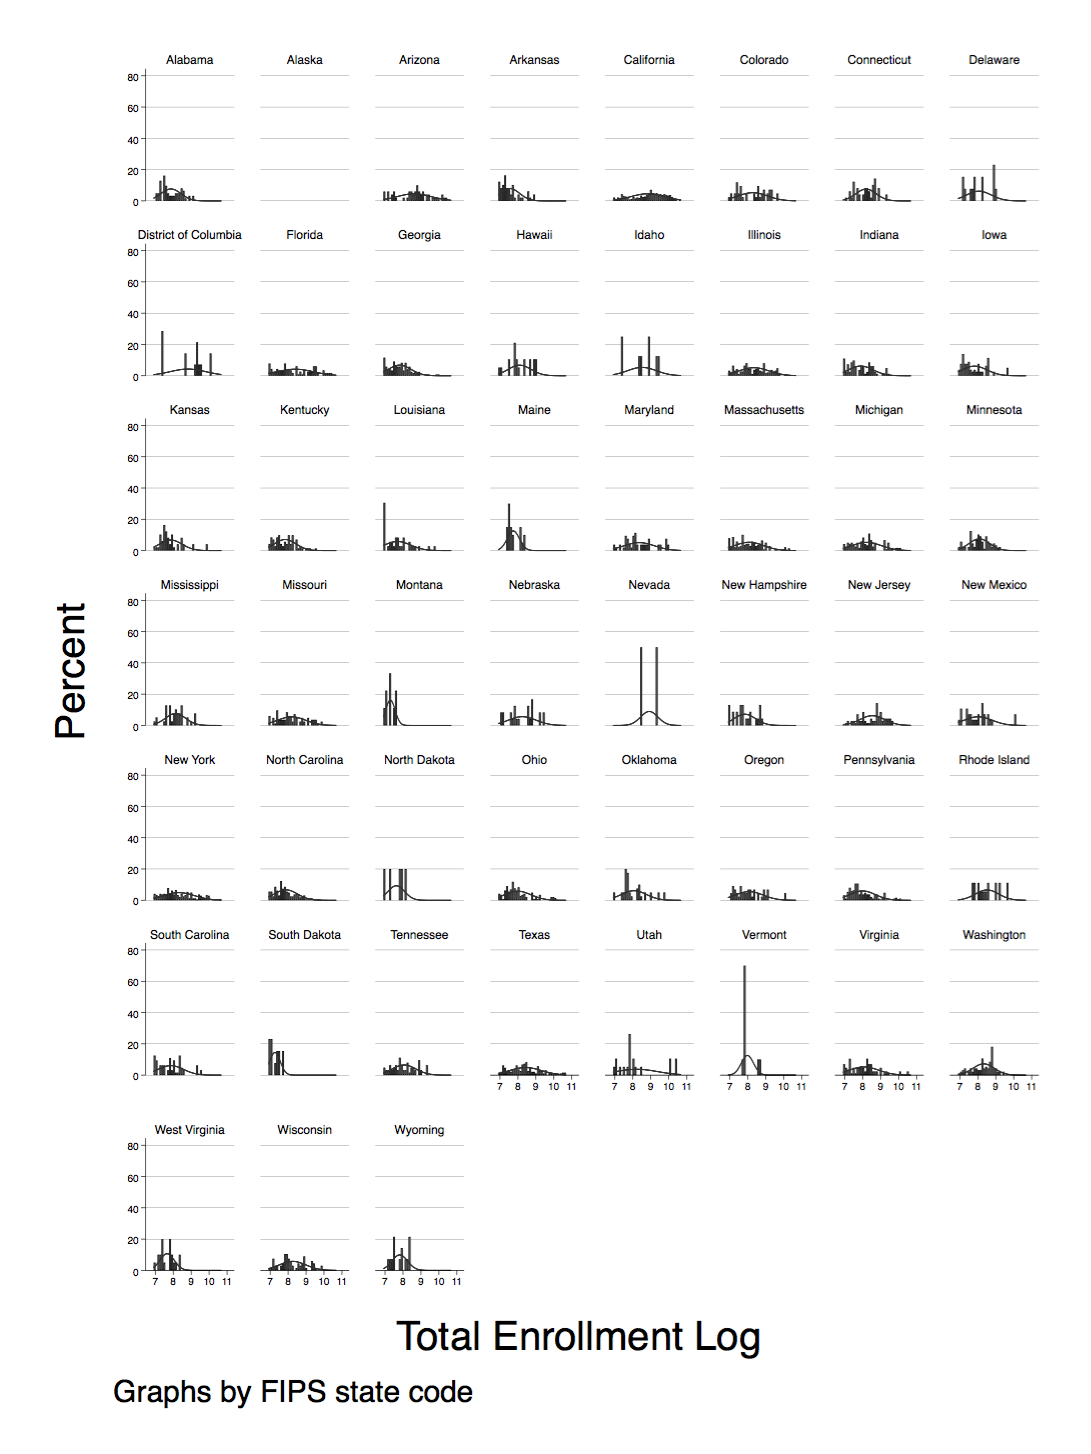 Alabama Alaska Arizona Arkansas California Colorado Connecticut Delaware
80
60
40
20
0
District of Columbia Florida Georgia Hawaii Idaho Illinois Indiana Iowa
80
60
40
20
0
Kansas Kentucky Louisiana Maine Maryland Massachusetts Michigan Minnesota
80
60
40
20
0
Mississippi Missouri Montana Nebraska Nevada New Hampshire New Jersey New Mexico
80
60
40
20
0
Percent
New York North Carolina North Dakota Ohio Oklahoma Oregon Pennsylvania Rhode Island
80
60
40
20
0
South Carolina South Dakota Tennessee Texas Utah Vermont Virginia Washington
80
60
40
20
0
7 8 9 10 11 7 8 9 10 11 7 8 9 10 11 7 8 9 10 11 7 8 9 10 11
West Virginia Wisconsin Wyoming
80
60
40
20
0
7 8 9 10 11 7 8 9 10 11 7 8 9 10 11
Total Enrollment Log
Graphs by FIPS state code